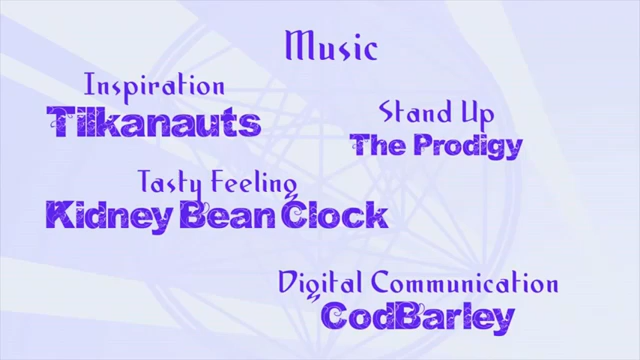 Music
Inspiration
Tilkanauts
Stand Up
The Prodigy
Tasty Feeling
Kidney Bean Clock
Digital Communication
CodBarley